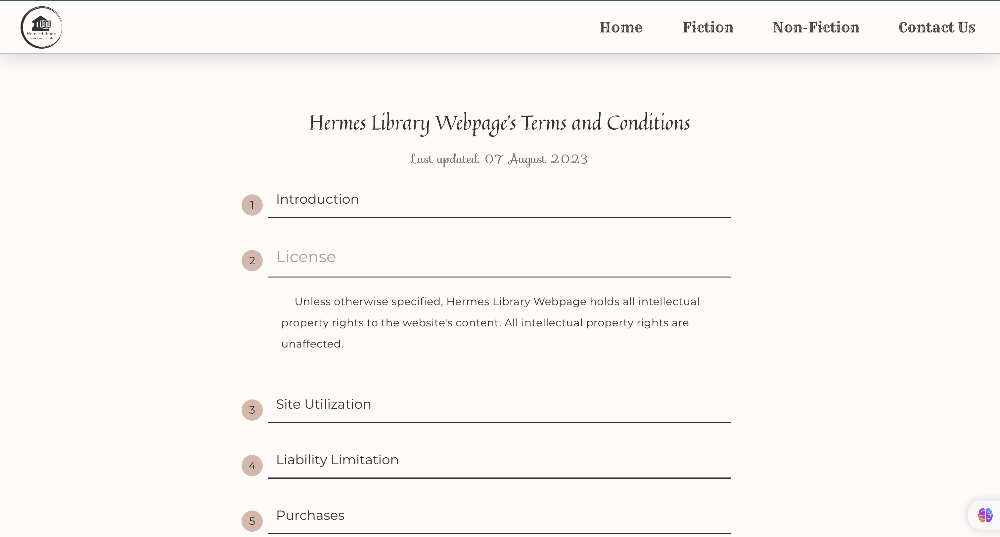 HermesLibrary
Books are friends
Home Fiction Non-Fiction Contact Us
Hermes Library Webpage's Terms and Conditions
Last updated: 07 August 2023
1 Introduction
2 License
Unless otherwise specified, Hermes Library Webpage holds all intellectual
property rights to the website's content. All intellectual property rights are
unaffected.
3 Site Utilization
4 Liability Limitation
5 Purchases